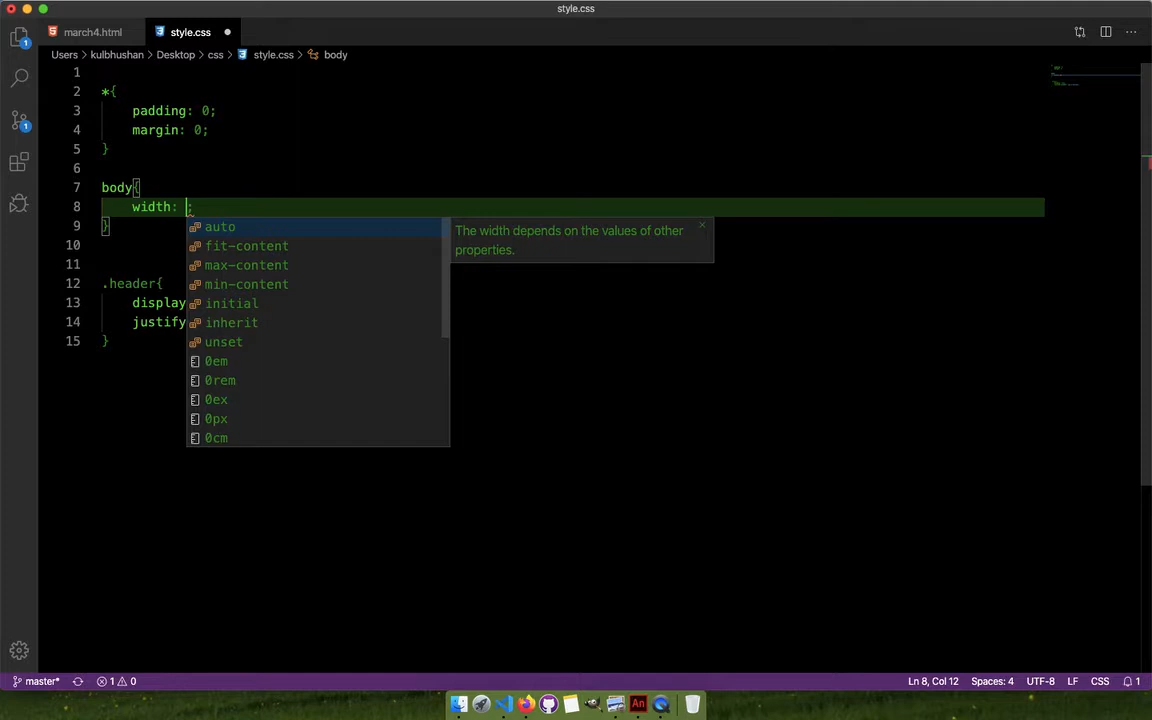 style.css
march4.html
style.css
Users > kulbhushan > Desktop > css > style.css > body
1
2 *{
3 padding: 0;
4 margin: 0;
5 }
6
7 body{
8 width: ;
9 }
10
11
12 .header{
13 display
14 justify
15 }
auto
fit-content
max-content
min-content
initial
inherit
unset
0em
0rem
0ex
0px
0cm
The width depends on the values of other
properties.
1
1
master* 1 0 Ln 8, Col 12 Spaces: 4 UTF-8 LF CSS 1
An